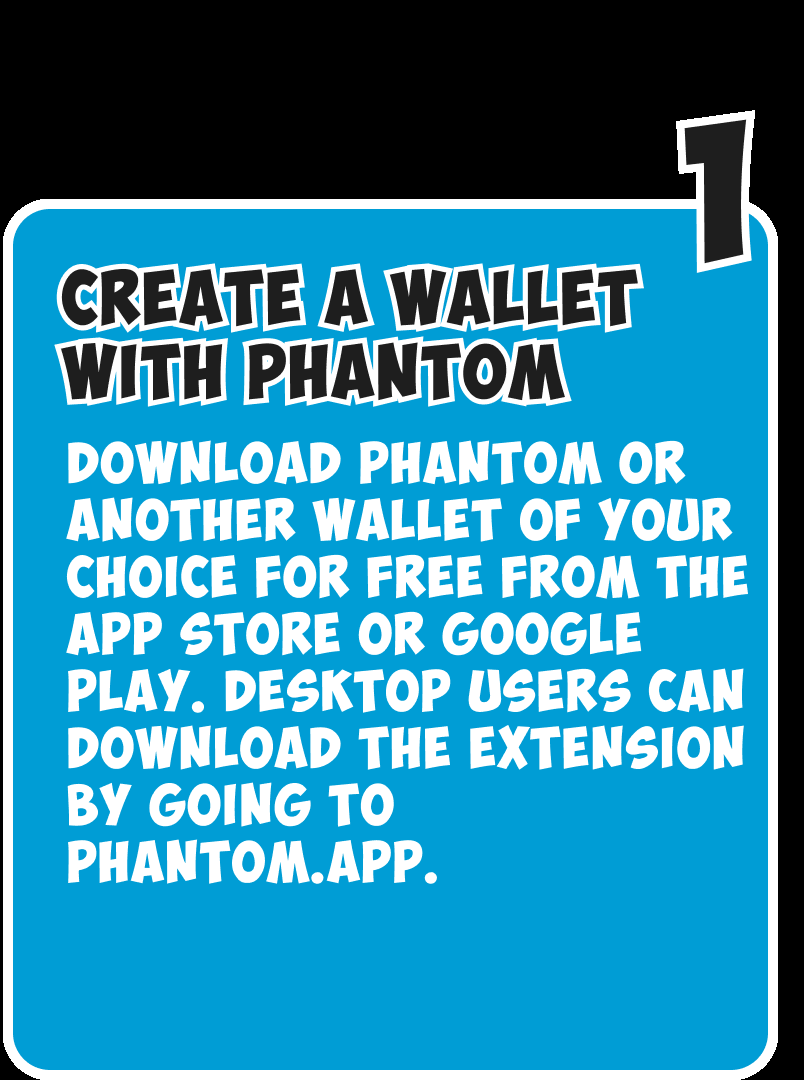 1
CREATE A WALLET
WITH PHANTOM
DOWNLOAD PHANTOM OR
ANOTHER WALLET OF YOUR
CHOICE FOR FREE FROM THE
APP STORE OR GOOGLE
PLAY. DESKTOP USERS CAN
DOWNLOAD THE EXTENSION
BY GOING TO
PHANTOM.APP.